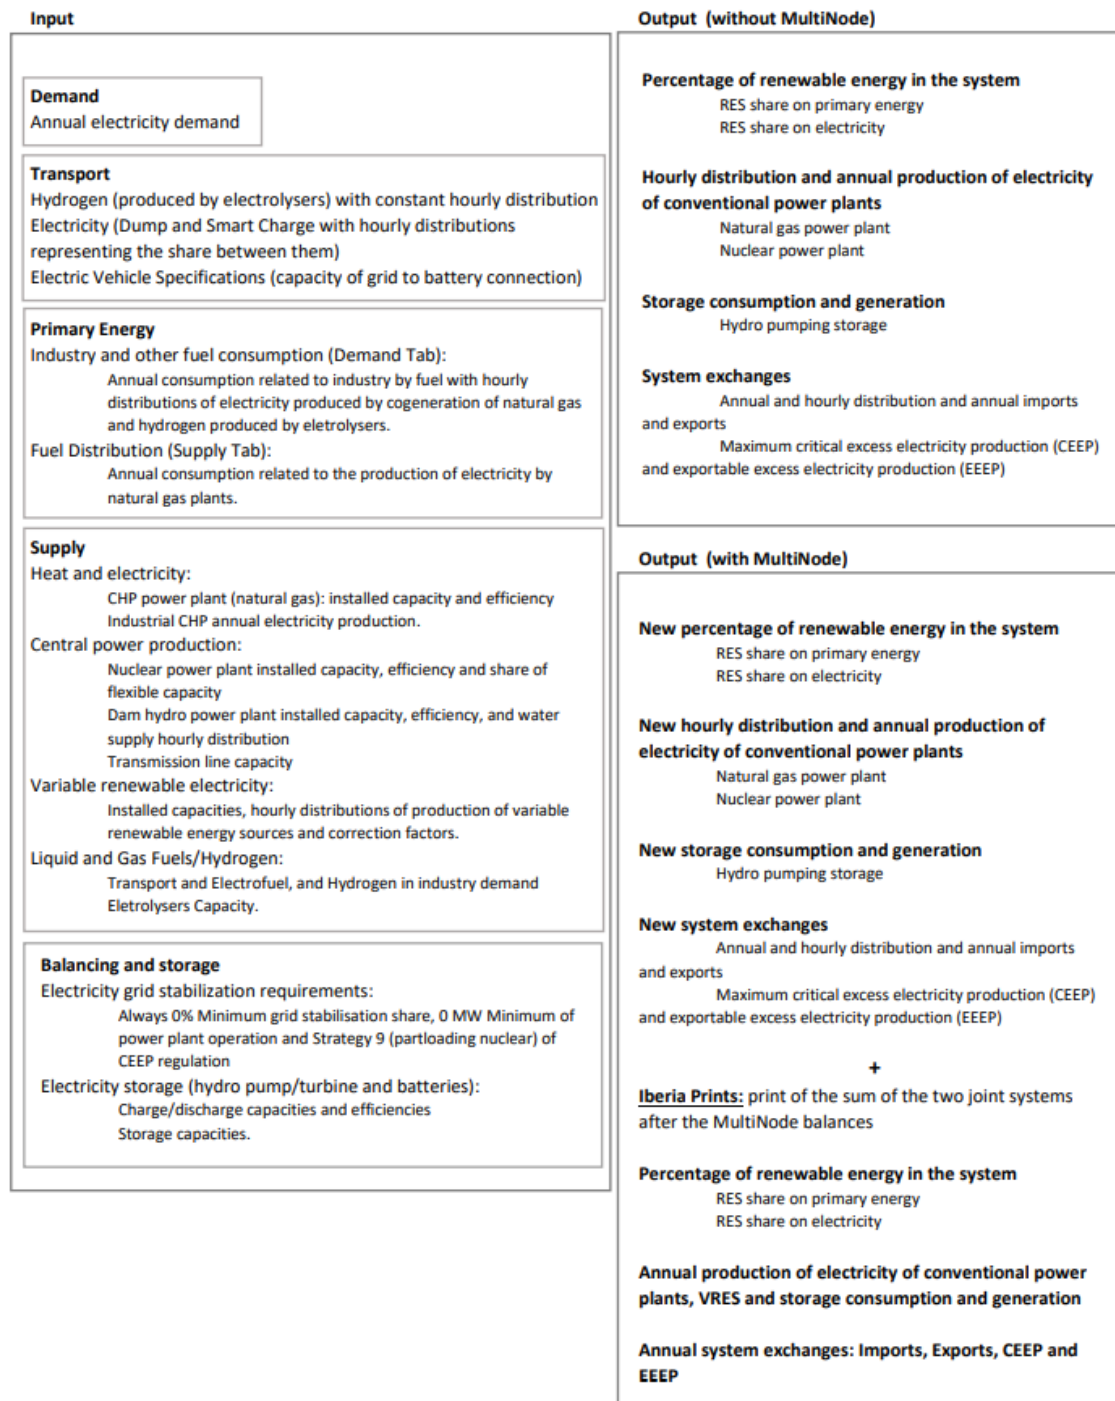 Input
Demand
Annual electricity demand
Transport
Hydrogen (produced by electrolysers) with constant hourly distribution
Electricity (Dump and Smart Charge with hourly distributions
representing the share between them)
Electric Vehicle Specifications (capacity of grid to battery connection)
Primary Energy
Industry and other fuel consumption (Demand Tab):
Annual consumption related to industry by fuel with hourly
distributions of electricity produced by cogeneration of natural gas
and hydrogen produced by eletrolysers.
Fuel Distribution (Supply Tab):
Annual consumption related to the production of electricity by
natural gas plants.
Supply
Heat and electricity:
CHP power plant (natural gas): installed capacity and efficiency
Industrial CHP annual electricity production.
Central power production:
Nuclear power plant installed capacity, efficiency and share of
flexible capacity
Dam hydro power plant installed capacity, efficiency, and water
supply hourly distribution
Transmission line capacity
Variable renewable electricity:
Installed capacities, hourly distributions of production of variable
renewable energy sources and correction factors.
Liquid and Gas Fuels/Hydrogen:
Transport and Electrofuel, and Hydrogen in industry demand
Eletrolysers Capacity.
Balancing and storage
Electricity grid stabilization requirements:
Always 0% Minimum grid stabilisation share, 0 MW Minimum of
power plant operation and Strategy 9 (partloading nuclear) of
CEEP regulation
Electricity storage (hydro pump/turbine and batteries):
Charge/discharge capacities and efficiencies
Storage capacities.
Output (without MultiNode)
Percentage of renewable energy in the system
RES share on primary energy
RES share on electricity
Hourly distribution and annual production of electricity
of conventional power plants
Natural gas power plant
Nuclear power plant
Storage consumption and generation
Hydro pumping storage
System exchanges
Annual and hourly distribution and annual imports
and exports
Maximum critical excess electricity production (CEEP)
and exportable excess electricity production (EEEP)
Output (with MultiNode)
New percentage of renewable energy in the system
RES share on primary energy
RES share on electricity
New hourly distribution and annual production of
electricity of conventional power plants
Natural gas power plant
Nuclear power plant
New storage consumption and generation
Hydro pumping storage
New system exchanges
Annual and hourly distribution and annual imports
and exports
Maximum critical excess electricity production (CEEP)
and exportable excess electricity production (EEEP)
+
Iberia Prints: print of the sum of the two joint systems
after the MultiNode balances
Percentage of renewable energy in the system
RES share on primary energy
RES share on electricity
Annual production of electricity of conventional power
plants, VRES and storage consumption and generation
Annual system exchanges: Imports, Exports, CEEP and
EEEP